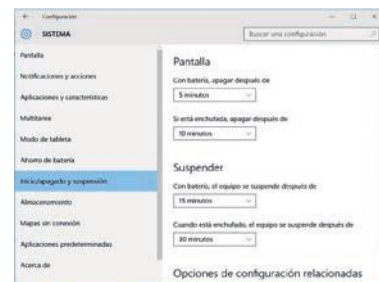 Configuración
SISTEMA
Buscar una configuración
Pantalla
Notificaciones y acciones
Aplicaciones y características
Multitarea
Modo de tableta
Ahorro de batería
Inicio/apagado y suspensión
Almacenamiento
Mapas sin conexión
Aplicaciones predeterminadas
Acerca de
Pantalla
Con batería, apagar después de
5 minutos
Si está enchufado, apagar después de
10 minutos
Suspender
Con batería, el equipo se suspende después de
15 minutos
Cuando está enchufado, el equipo se suspende después de
30 minutos
Opciones de configuración relacionadas